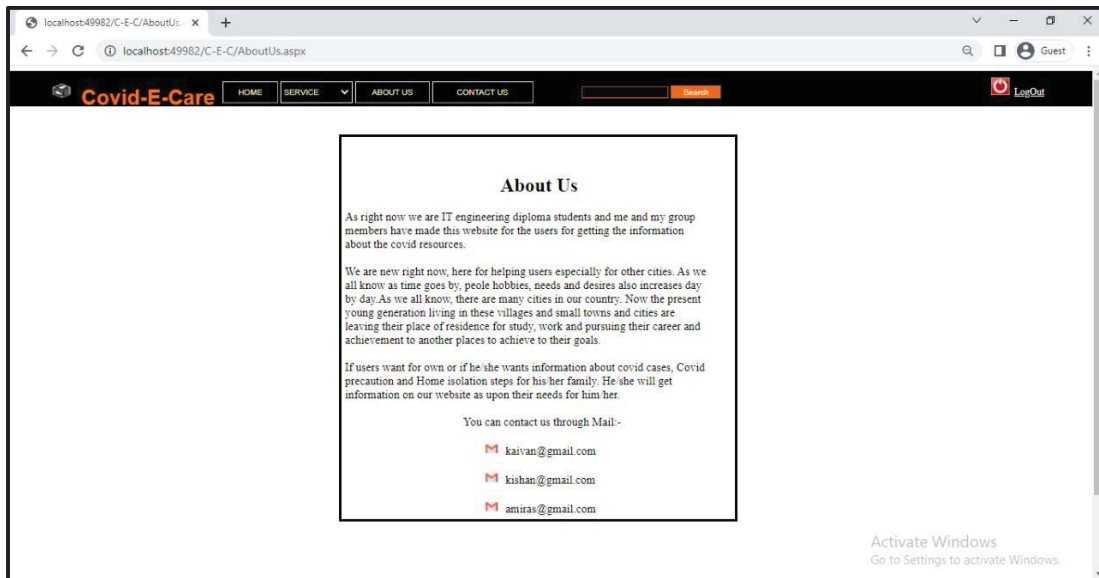 localhost:49982/C-E-C/AboutUs.
localhost:49982/C-E-C/AboutUs.aspx
Guest
Covid-E-Care
HOME
SERVICE
ABOUT US
CONTACT US
Search
LogOut
About Us
As right now we are IT engineering diploma students and me and my group
members have made this website for the users for getting the information
about the covid resources.
We are new right now, here for helping users especially for other cities. As we
all know as time goes by, peole hobbies, needs and desires also increases day
by day.As we all know, there are many cities in our country. Now the present
young generation living in these villages and small towns and cities are
leaving their place of residence for study, work and pursuing their career and
achievement to another places to achieve to their goals.
If users want for own or if he/she wants information about covid cases, Covid
precaution and Home isolation steps for his/her family. He/she will get
information on our website as upon their needs for him/her.
You can contact us through Mail:-
kaivan@gmail.com
kishan@gmail.com
amiras@gmail.com
Activate Windows
Go to Settings to activate Windows.